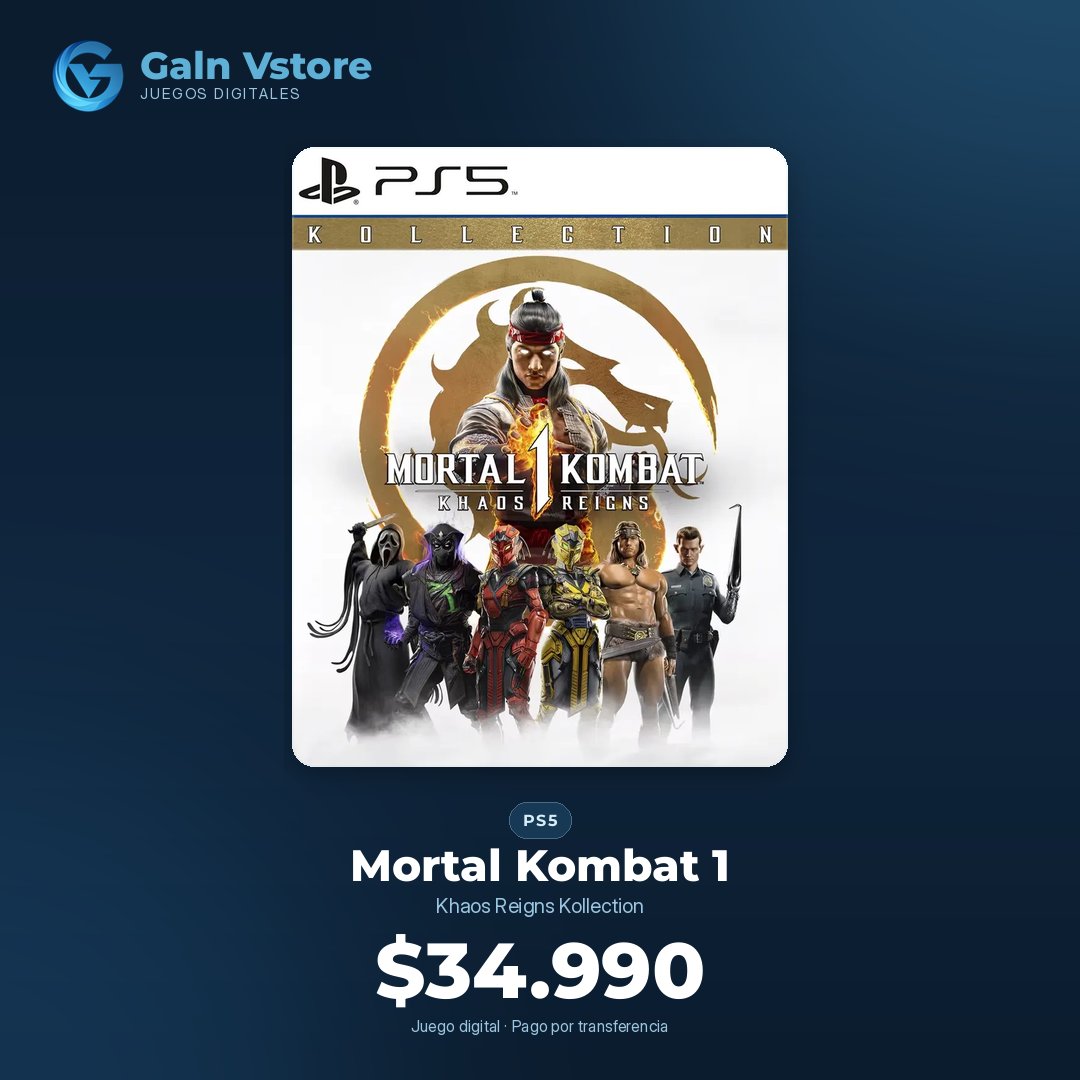 GaIn Vstore
JUEGOS DIGITALES
PS5
KOLLECTION
MORTAL KOMBAT 1
KHAOS REIGNS
PS5
Mortal Kombat 1
Khaos Reigns Kollection
$34.990
Juego digital · Pago por transferencia